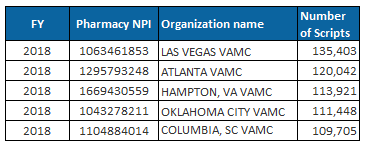 FY Pharmacy NPI Organization name Number of Scripts
2018 1063461853 LAS VEGAS VAMC 135,403
2018 1295793248 ATLANTA VAMC 120,042
2018 1669430559 HAMPTON, VA VAMC 113,921
2018 1043278211 OKLAHOMA CITY VAMC 111,448
2018 1104884014 COLUMBIA, SC VAMC 109,705